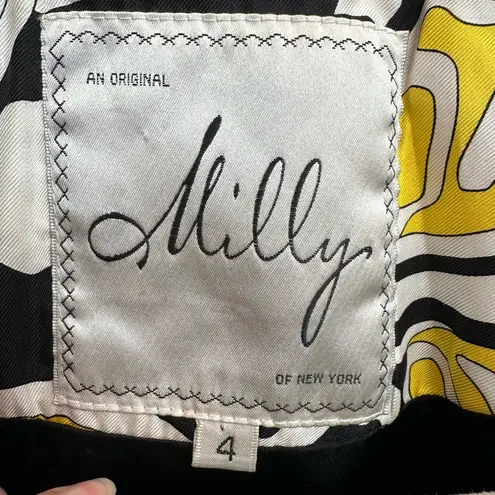 AN ORIGINAL
Milly
OF NEW YORK
4